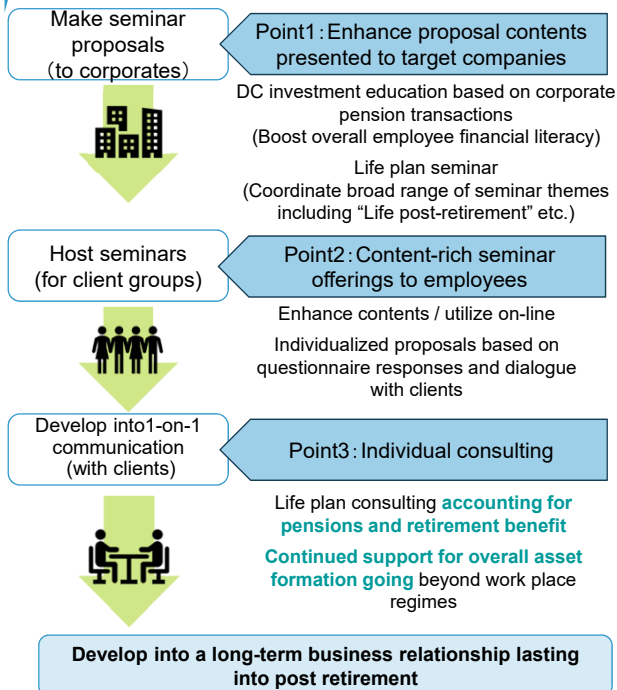 Make seminar
proposals
(to corporates)
Point1:Enhance proposal contents
presented to target companies
DC investment education based on corporate
pension transactions
(Boost overall employee financial literacy)
Life plan seminar
(Coordinate broad range of seminar themes
including “Life post-retirement” etc.)
Host seminars
(for client groups)
Point2:Content-rich seminar
offerings to employees
Enhance contents / utilize on-line
Individualized proposals based on
questionnaire responses and dialogue
with clients
Develop into1-on-1
communication
(with clients)
Point3:Individual consulting
Life plan consulting accounting for
pensions and retirement benefit
Continued support for overall asset
formation going beyond work place
regimes
Develop into a long-term business relationship lasting
into post retirement